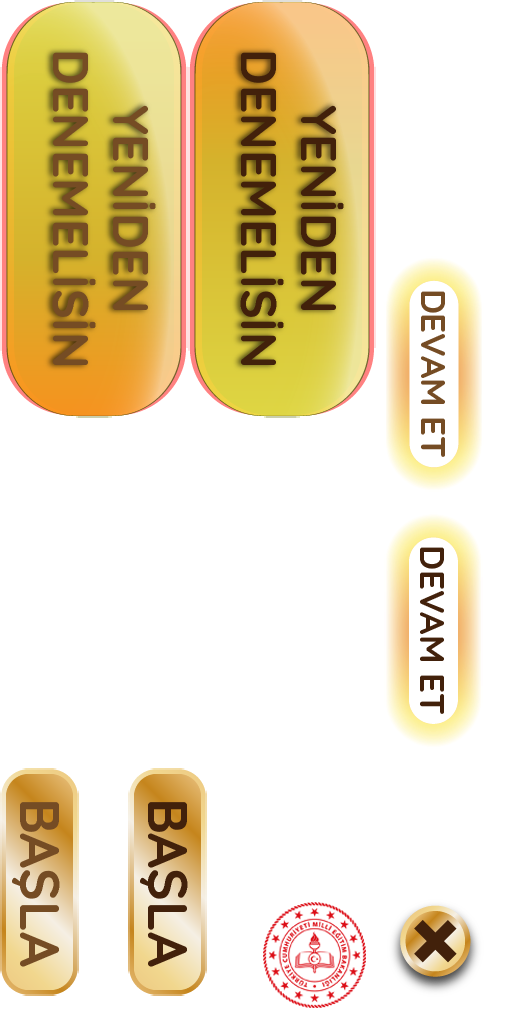 YENİDEN
DENEMELİSİN
YENİDEN
DENEMELİSİN
DEVAM ET
DEVAM ET
BAŞLA
BAŞLA
TÜRKİYE CUMHURİYETİ MİLLÎ EĞİTİM BAKANLIĞI